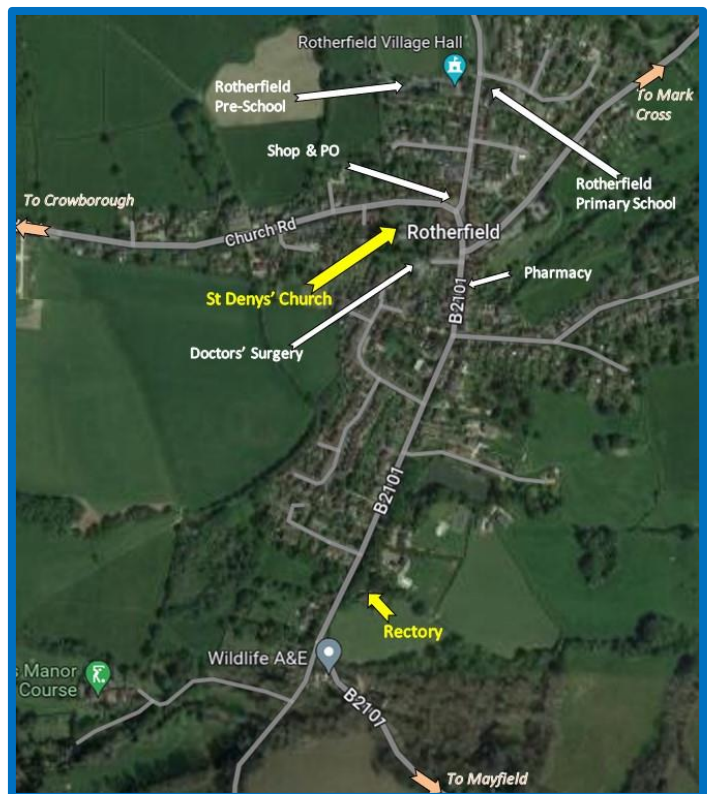 Rotherfield Village Hall
Rotherfield
Pre-School
To Mark
Cross
Shop & PO
Rotherfield
Primary School
To Crowborough
Church Rd
Rotherfield
St Denys’ Church
Pharmacy
B2101
Doctors’ Surgery
B2101
Rectory
Wildlife A&E
s Manor
Course
B2101
To Mayfield